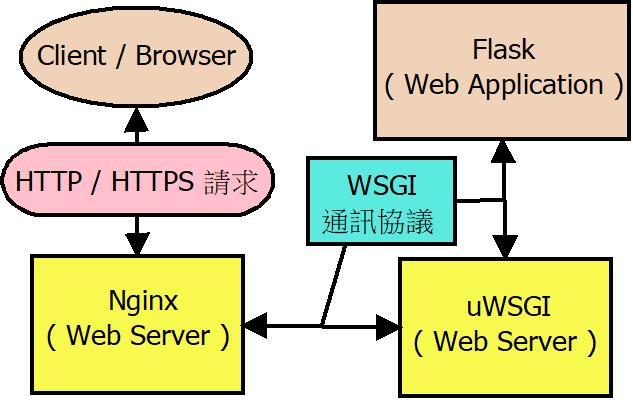 Client / Browser
Flask
( Web Application )
HTTP / HTTPS 請求
WSGI
通訊協議
Nginx
( Web Server )
uWSGI
( Web Server )